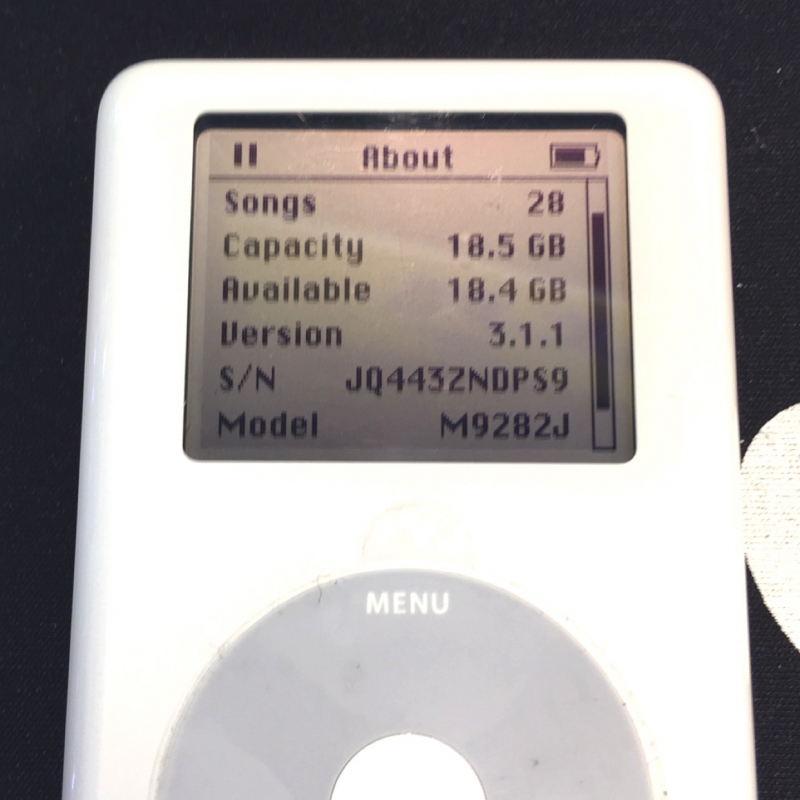 About
Songs 28
Capacity 18.5 GB
Available 18.4 GB
Version 3.1.1
S/N JQ4432NDPS9
Model M9282J
MENU